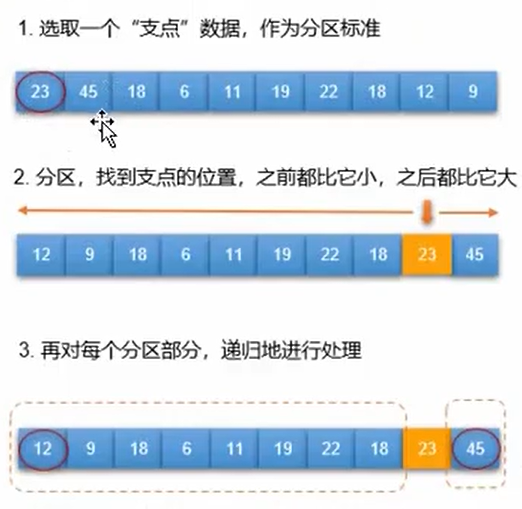 1. 选取一个“支点”数据，作为分区标准
23 45 18 6 11 19 22 18 12 9
2. 分区，找到支点的位置，之前都比它小，之后都比它大
12 9 18 6 11 19 22 18 23 45
3. 再对每个分区部分，递归地进行处理
12 9 18 6 11 19 22 18 23 45